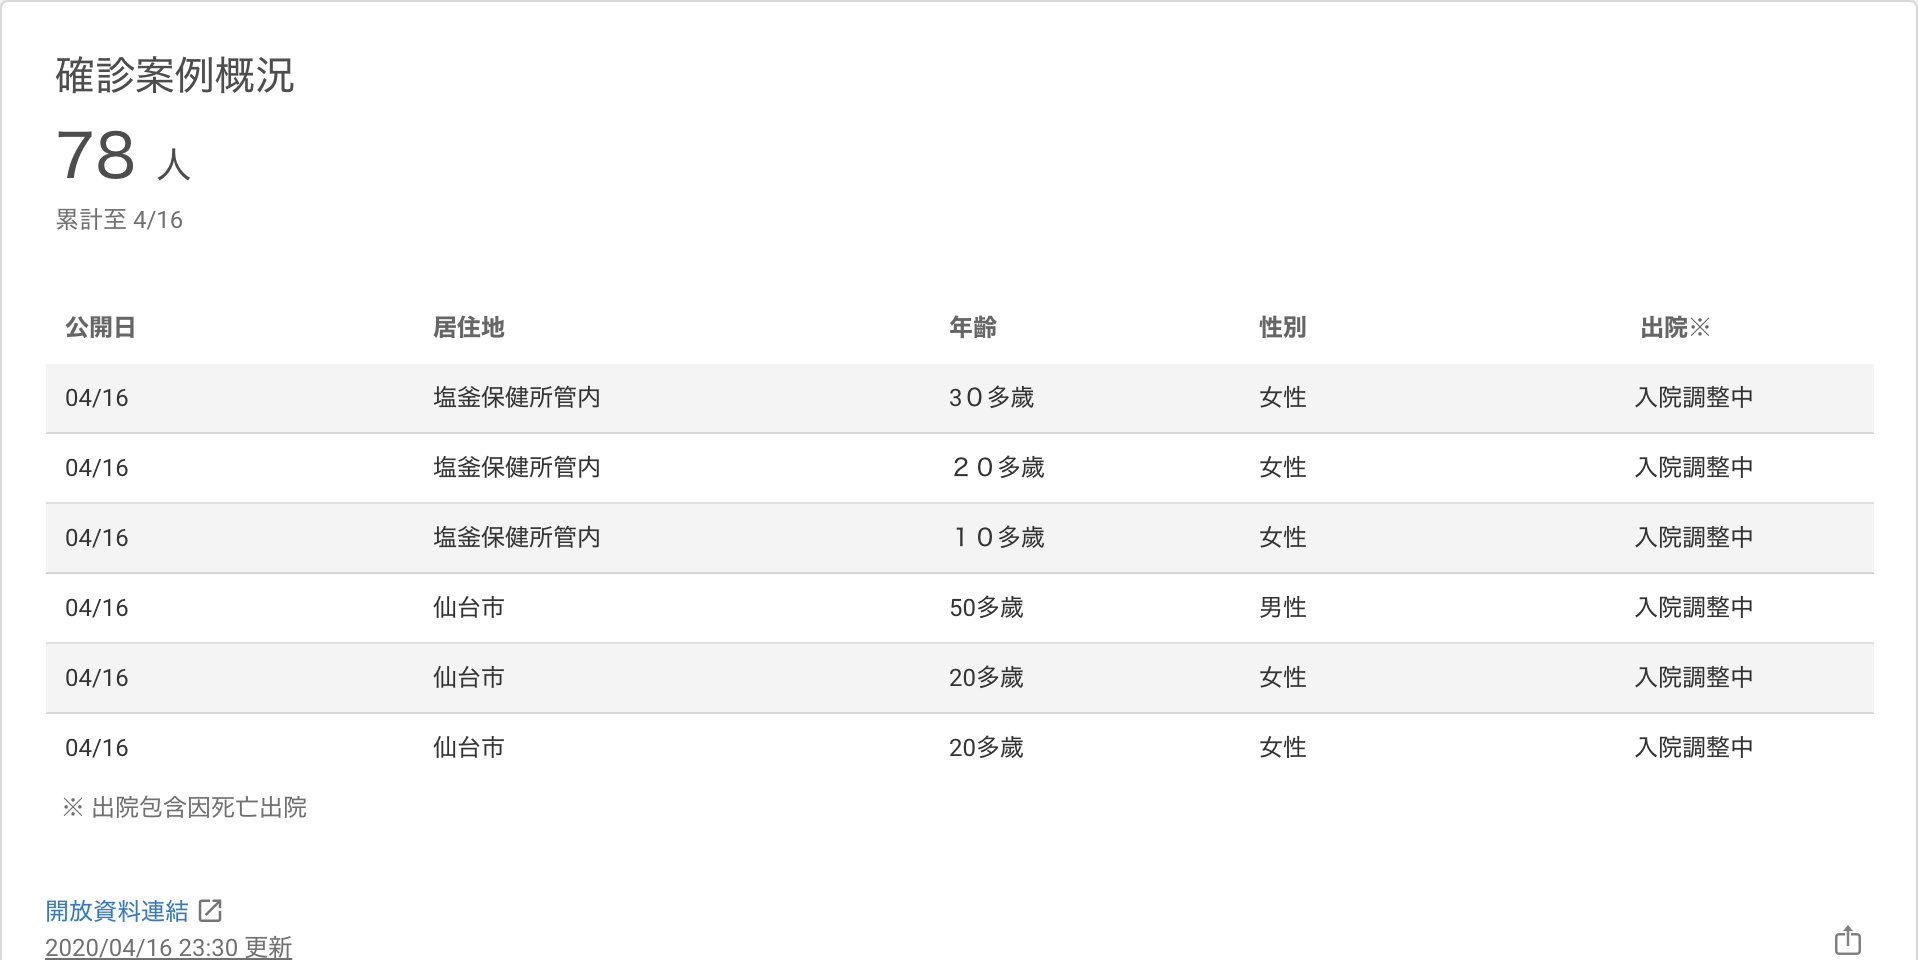 確診案例概況
78 人
累計至 4/16
公開日 居住地 年齡 性別 出院※
04/16 塩釜保健所管内 3０多歲 女性 入院調整中
04/16 塩釜保健所管内 ２０多歲 女性 入院調整中
04/16 塩釜保健所管内 １０多歲 女性 入院調整中
04/16 仙台市 50多歲 男性 入院調整中
04/16 仙台市 20多歲 女性 入院調整中
04/16 仙台市 20多歲 女性 入院調整中
※ 出院包含因死亡出院
開放資料連結
2020/04/16 23:30 更新